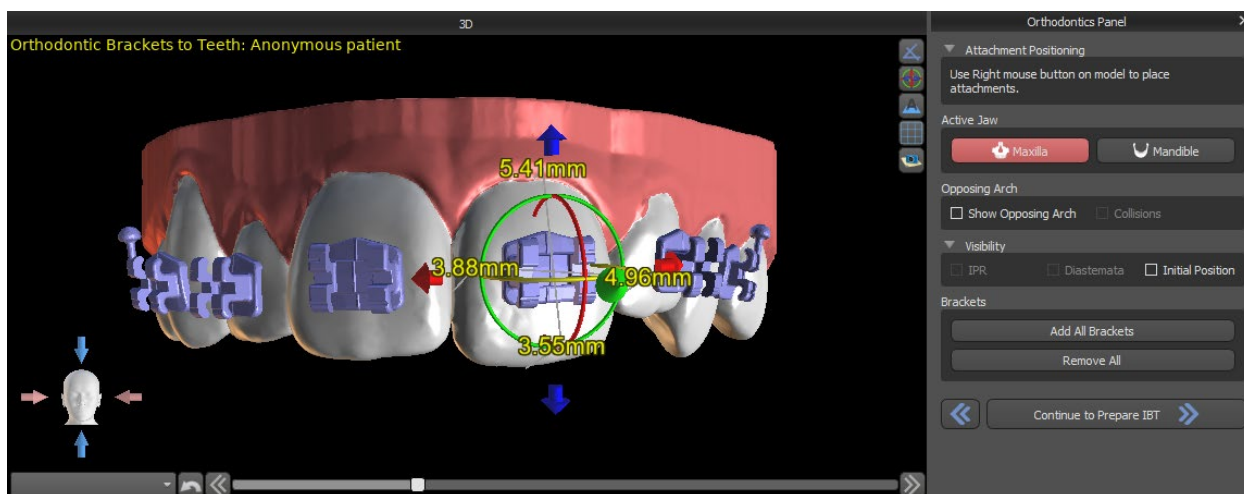 3D
Orthodontic Brackets to Teeth: Anonymous patient
5.41mm
3.88mm
4.96mm
3.55mm
Orthodontics Panel
Attachment Positioning
Use Right mouse button on model to place
attachments.
Active Jaw
Maxilla
Mandible
Opposing Arch
Show Opposing Arch
Collisions
Visibility
IPR
Diastemata
Initial Position
Brackets
Add All Brackets
Remove All
Continue to Prepare IBT